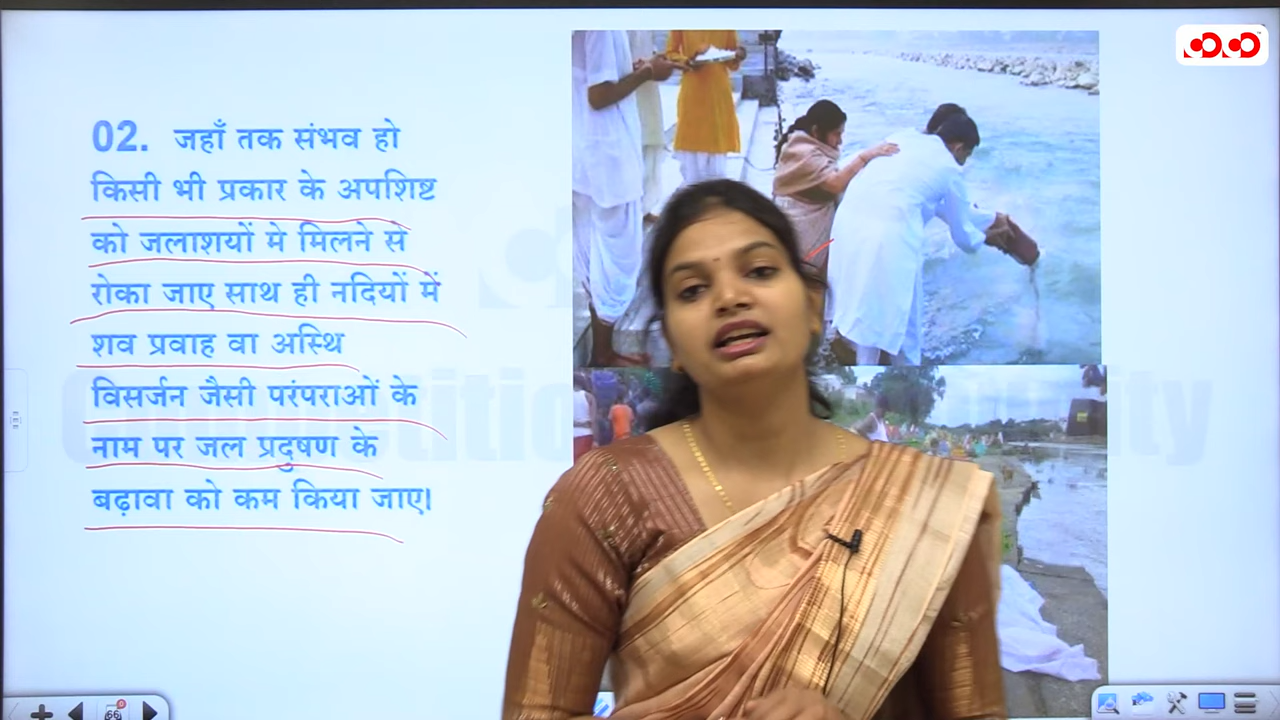 02. जहाँ तक संभव हो
किसी भी प्रकार के अपशिष्ट
को जलाशयों मे मिलने से
रोका जाए साथ ही नदियों में
शव प्रवाह वा अस्थि
विसर्जन जैसी परंपराओं के
नाम पर जल प्रदुषण के
बढ़ावा को कम किया जाए।
66